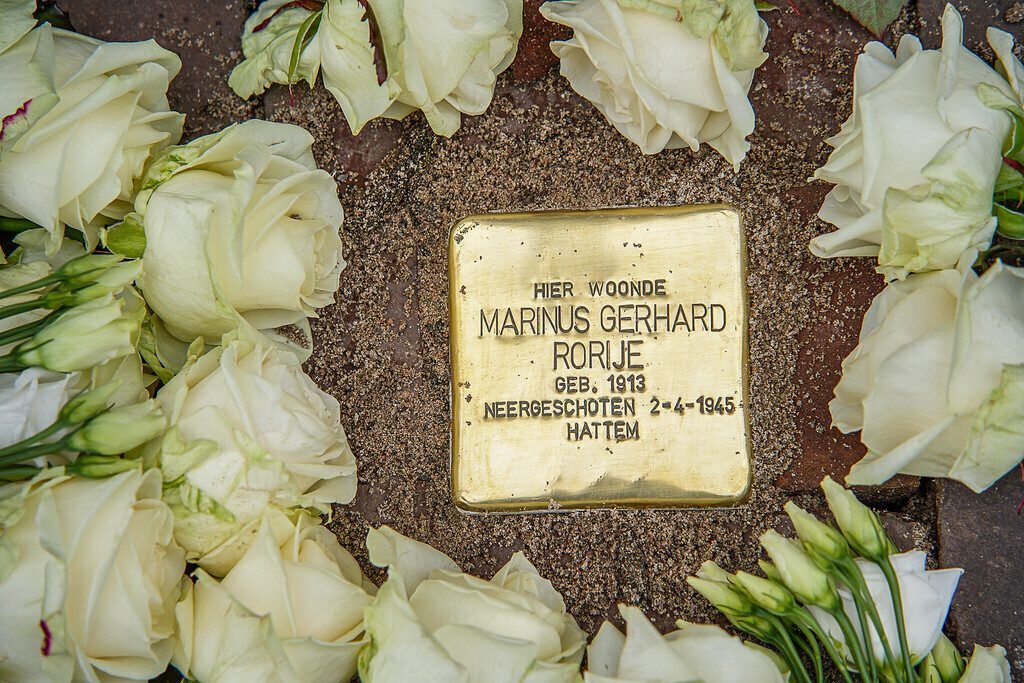 HIER WOONDE
MARINUS GERHARD
RORIJE
GEB. 1913
NEERGESCHOTEN 2-4-1945
HATTEM